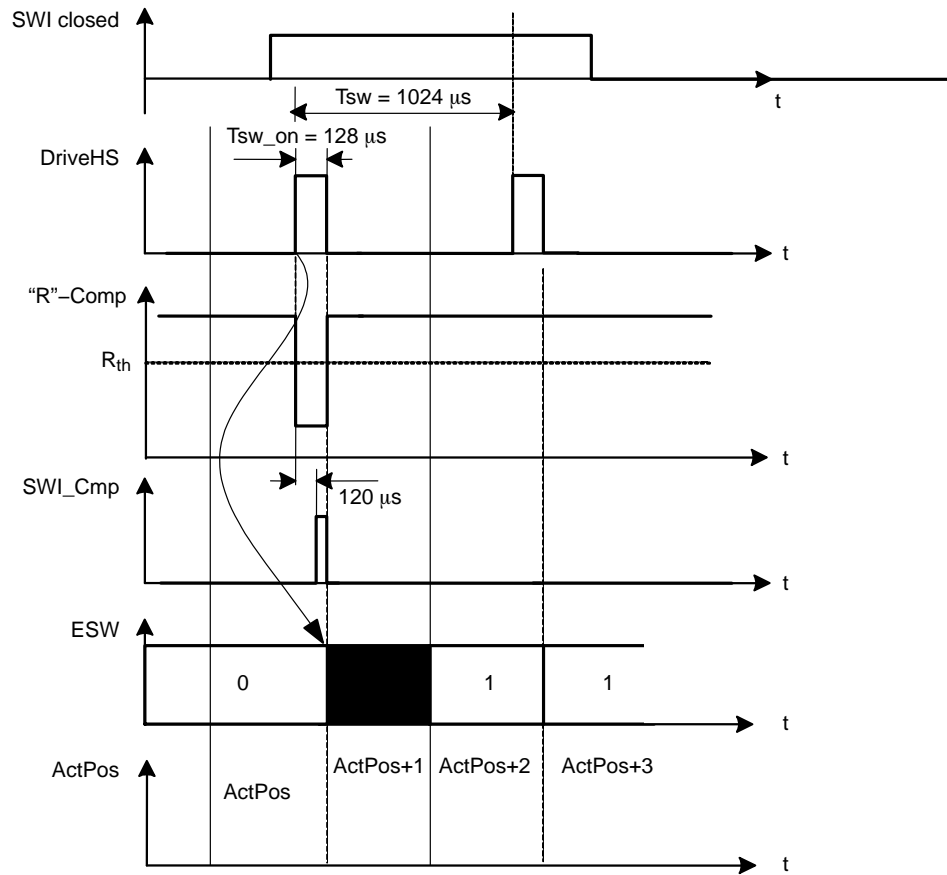 SWI closed
t
Tsw = 1024 μs
Tsw_on = 128 μs
DriveHS
t
“R”−Comp
Rth
t
SWI_Cmp
120 μs
t
ESW
0
1
1
t
ActPos
ActPos
ActPos+1
ActPos+2
ActPos+3
t